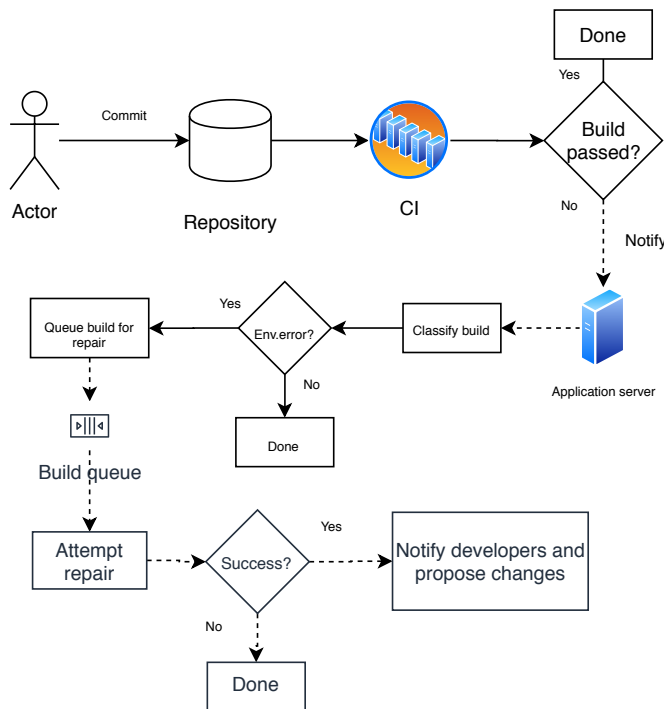 Done
Yes
Commit
Build
passed?
Actor
Repository
CI
No
Notify
Yes
Queue build for
repair
Env.error?
Classify build
No
Application server
Done
Build queue
Yes
Attempt
repair
Success?
Notify developers and
propose changes
No
Done